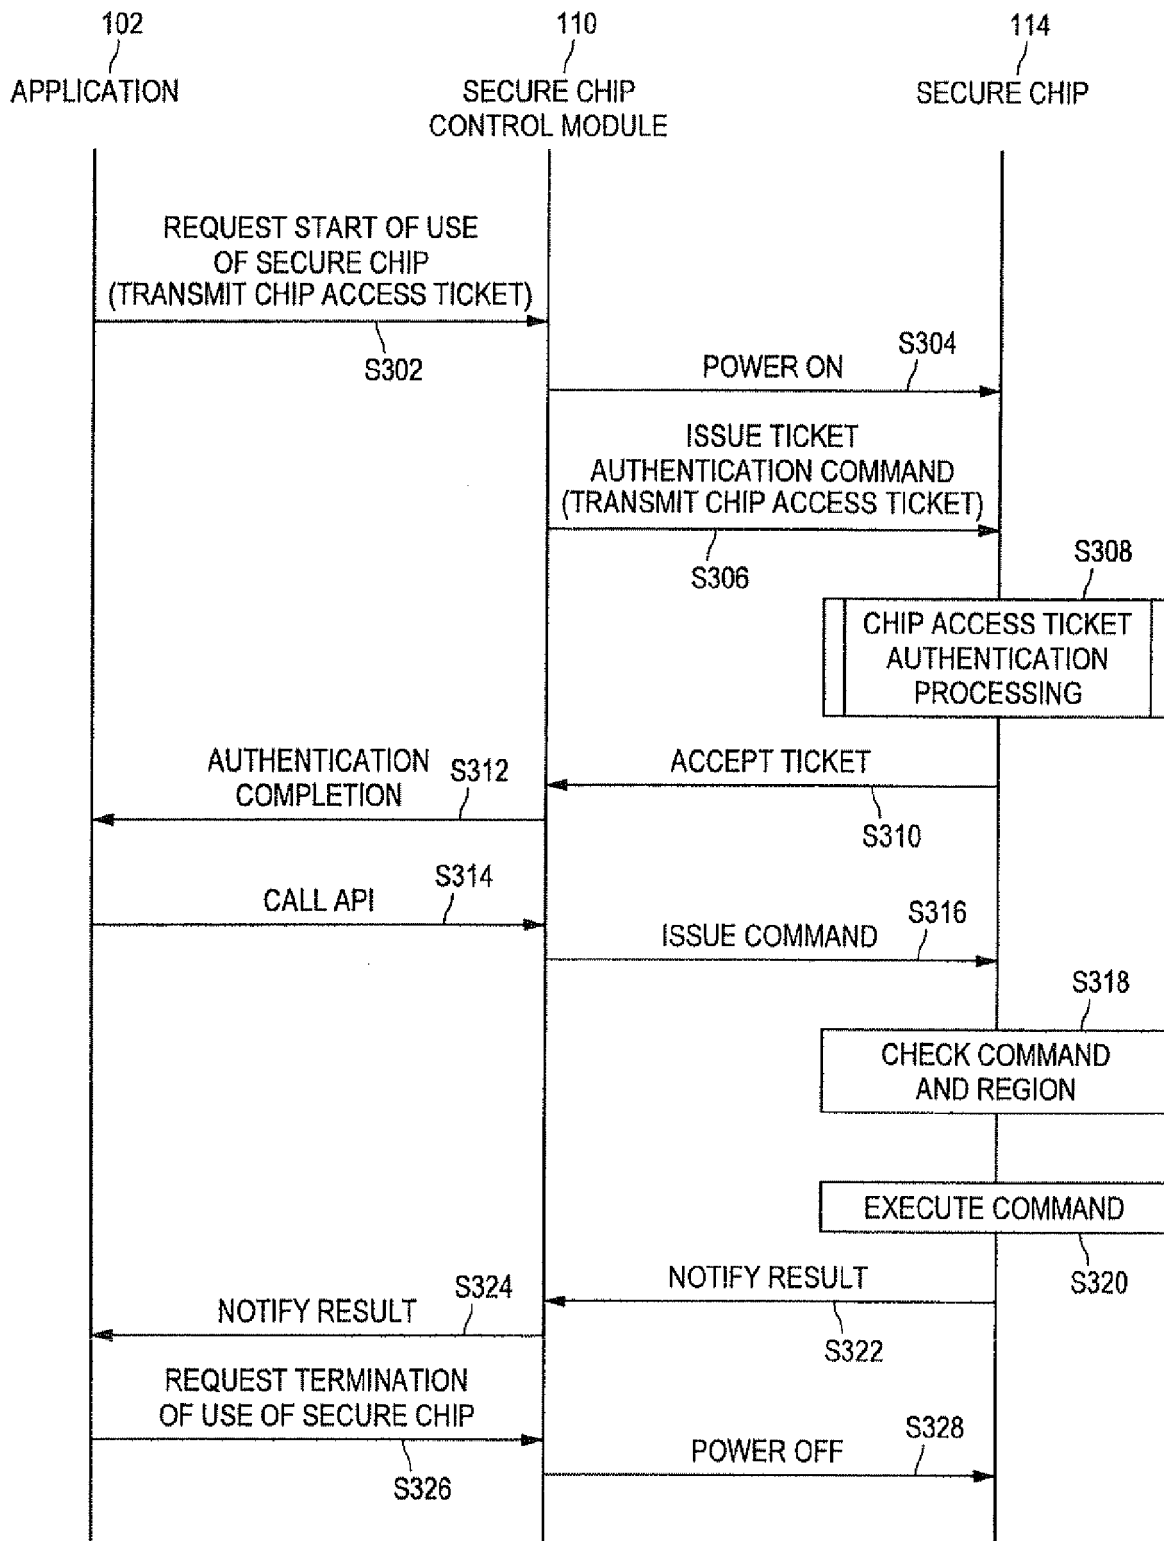 102
110
114
APPLICATION
SECURE CHIP
CONTROL MODULE
SECURE CHIP
REQUEST START OF USE
OF SECURE CHIP
(TRANSMIT CHIP ACCESS TICKET)
S302
POWER ON
S304
ISSUE TICKET
AUTHENTICATION COMMAND
(TRANSMIT CHIP ACCESS TICKET)
S306
S308
CHIP ACCESS TICKET
AUTHENTICATION
PROCESSING
ACCEPT TICKET
S310
AUTHENTICATION
COMPLETION
S312
CALL API
S314
ISSUE COMMAND
S316
S318
CHECK COMMAND
AND REGION
EXECUTE COMMAND
S320
NOTIFY RESULT
S322
NOTIFY RESULT
S324
REQUEST TERMINATION
OF USE OF SECURE CHIP
S326
POWER OFF
S328